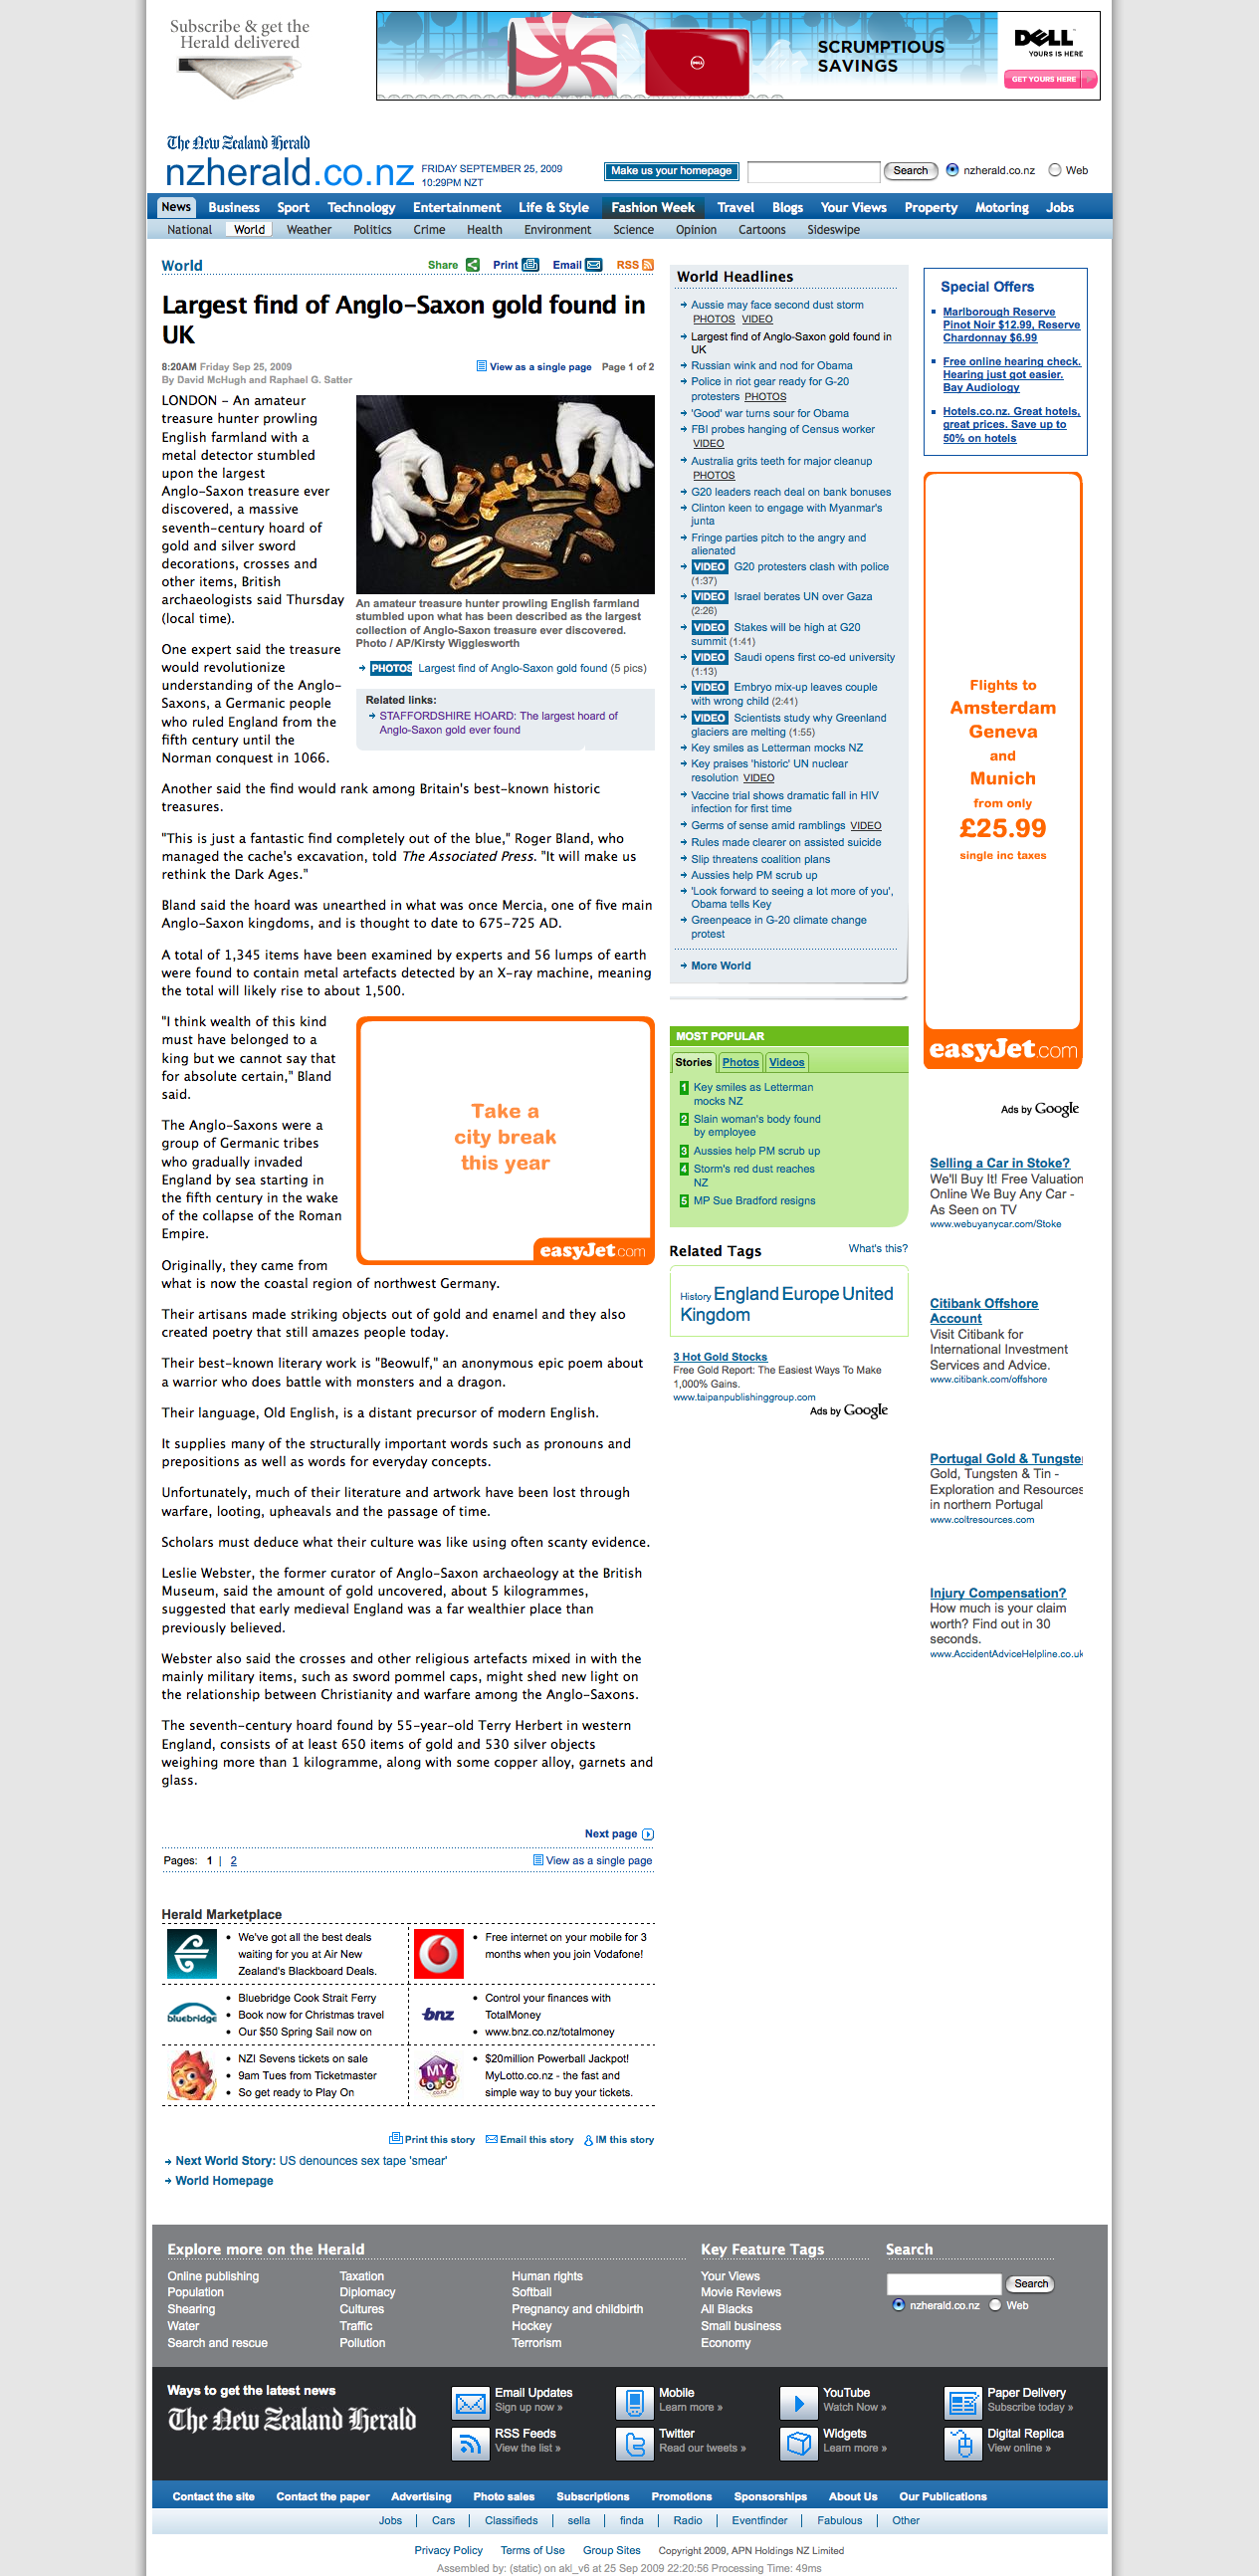 Subscribe & get the
Herald delivered
SCRUMPTIOUS
SAVINGS
DELL
YOURS IS HERE
GET YOURS HERE
The New Zealand Herald
nzherald.co.nz
FRIDAY SEPTEMBER 25, 2009
10:29PM NZT
Make us your homepage
Search
nzherald.co.nz
Web
News Business Sport Technology Entertainment Life & Style Fashion Week Travel Blogs Your Views Property Motoring Jobs
National World Weather Politics Crime Health Environment Science Opinion Cartoons Sideswipe
World
Share Print Email RSS
Largest find of Anglo-Saxon gold found in
UK
8:20AM Friday Sep 25, 2009
By David McHugh and Raphael G. Satter
View as a single page Page 1 of 2
LONDON - An amateur
treasure hunter prowling
English farmland with a
metal detector stumbled
upon the largest
Anglo-Saxon treasure ever
discovered, a massive
seventh-century hoard of
gold and silver sword
decorations, crosses and
other items, British
archaeologists said Thursday
(local time).
One expert said the treasure
would revolutionize
understanding of the Anglo-
Saxons, a Germanic people
who ruled England from the
fifth century until the
Norman conquest in 1066.
An amateur treasure hunter prowling English farmland
stumbled upon what has been described as the largest
collection of Anglo-Saxon treasure ever discovered.
Photo / AP/Kirsty Wigglesworth
PHOTOS Largest find of Anglo-Saxon gold found (5 pics)
Related links:
STAFFORDSHIRE HOARD: The largest hoard of
Anglo-Saxon gold ever found
Another said the find would rank among Britain's best-known historic
treasures.
"This is just a fantastic find completely out of the blue," Roger Bland, who
managed the cache's excavation, told The Associated Press. "It will make us
rethink the Dark Ages."
Bland said the hoard was unearthed in what was once Mercia, one of five main
Anglo-Saxon kingdoms, and is thought to date to 675-725 AD.
A total of 1,345 items have been examined by experts and 56 lumps of earth
were found to contain metal artefacts detected by an X-ray machine, meaning
the total will likely rise to about 1,500.
"I think wealth of this kind
must have belonged to a
king but we cannot say that
for absolute certain," Bland
said.
The Anglo-Saxons were a
group of Germanic tribes
who gradually invaded
England by sea starting in
the fifth century in the wake
of the collapse of the Roman
Empire.
Take a
city break
this year
easyJet.com
Originally, they came from
what is now the coastal region of northwest Germany.
Their artisans made striking objects out of gold and enamel and they also
created poetry that still amazes people today.
Their best-known literary work is "Beowulf," an anonymous epic poem about
a warrior who does battle with monsters and a dragon.
Their language, Old English, is a distant precursor of modern English.
It supplies many of the structurally important words such as pronouns and
prepositions as well as words for everyday concepts.
Unfortunately, much of their literature and artwork have been lost through
warfare, looting, upheavals and the passage of time.
Scholars must deduce what their culture was like using often scanty evidence.
Leslie Webster, the former curator of Anglo-Saxon archaeology at the British
Museum, said the amount of gold uncovered, about 5 kilogrammes,
suggested that early medieval England was a far wealthier place than
previously believed.
Webster also said the crosses and other religious artefacts mixed in with the
mainly military items, such as sword pommel caps, might shed new light on
the relationship between Christianity and warfare among the Anglo-Saxons.
The seventh-century hoard found by 55-year-old Terry Herbert in western
England, consists of at least 650 items of gold and 530 silver objects
weighing more than 1 kilogramme, along with some copper alloy, garnets and
glass.
Next page
Pages: 1 | 2
View as a single page
World Headlines
Aussie may face second dust storm
PHOTOS VIDEO
Largest find of Anglo-Saxon gold found in
UK
Russian wink and nod for Obama
Police in riot gear ready for G-20
protesters PHOTOS
'Good' war turns sour for Obama
FBI probes hanging of Census worker
VIDEO
Australia grits teeth for major cleanup
PHOTOS
G20 leaders reach deal on bank bonuses
Clinton keen to engage with Myanmar's
junta
Fringe parties pitch to the angry and
alienated
VIDEO G20 protesters clash with police
(1:37)
VIDEO Israel berates UN over Gaza
(2:26)
VIDEO Stakes will be high at G20
summit (1:41)
VIDEO Saudi opens first co-ed university
(1:13)
VIDEO Embryo mix-up leaves couple
with wrong child (2:41)
VIDEO Scientists study why Greenland
glaciers are melting (1:55)
Key smiles as Letterman mocks NZ
Key praises 'historic' UN nuclear
resolution VIDEO
Vaccine trial shows dramatic fall in HIV
infection for first time
Germs of sense amid ramblings VIDEO
Rules made clearer on assisted suicide
Slip threatens coalition plans
Aussies help PM scrub up
'Look forward to seeing a lot more of you',
Obama tells Key
Greenpeace in G-20 climate change
protest
More World
MOST POPULAR
Stories Photos Videos
1 Key smiles as Letterman
mocks NZ
2 Slain woman's body found
by employee
3 Aussies help PM scrub up
4 Storm's red dust reaches
NZ
5 MP Sue Bradford resigns
Related Tags
What's this?
History England Europe United
Kingdom
3 Hot Gold Stocks
Free Gold Report: The Easiest Ways To Make
1,000% Gains.
www.taipanpublishinggroup.com
Ads by Google
Special Offers
Marlborough Reserve
Pinot Noir $12.99, Reserve
Chardonnay $6.99
Free online hearing check.
Hearing just got easier.
Bay Audiology
Hotels.co.nz. Great hotels,
great prices. Save up to
50% on hotels
Flights to
Amsterdam
Geneva
and
Munich
from only
£25.99
single inc taxes
easyJet.com
Ads by Google
Selling a Car in Stoke?
We'll Buy It! Free Valuation
Online We Buy Any Car -
As Seen on TV
www.webuyanycar.com/Stoke
Citibank Offshore
Account
Visit Citibank for
International Investment
Services and Advice.
www.citibank.com/offshore
Portugal Gold & Tungste
Gold, Tungsten & Tin -
Exploration and Resources
in northern Portugal
www.coltresources.com
Injury Compensation?
How much is your claim
worth? Find out in 30
seconds.
www.AccidentAdviceHelpline.co.uk
Herald Marketplace
We've got all the best deals
waiting for you at Air New
Zealand's Blackboard Deals.
Free internet on your mobile for 3
months when you join Vodafone!
bluebridge
Bluebridge Cook Strait Ferry
Book now for Christmas travel
Our $50 Spring Sail now on
bnz
Control your finances with
TotalMoney
www.bnz.co.nz/totalmoney
NZI Sevens tickets on sale
9am Tues from Ticketmaster
So get ready to Play On
MY
$20million Powerball Jackpot!
MyLotto.co.nz - the fast and
simple way to buy your tickets.
Print this story Email this story IM this story
Next World Story: US denounces sex tape 'smear'
World Homepage
Explore more on the Herald
Online publishing
Population
Shearing
Water
Search and rescue
Taxation
Diplomacy
Cultures
Traffic
Pollution
Human rights
Softball
Pregnancy and childbirth
Hockey
Terrorism
Key Feature Tags
Your Views
Movie Reviews
All Blacks
Small business
Economy
Search
Search
nzherald.co.nz Web
Ways to get the latest news
The New Zealand Herald
Email Updates
Sign up now »
Mobile
Learn more »
YouTube
Watch Now »
Paper Delivery
Subscribe today »
RSS Feeds
View the list »
Twitter
Read our tweets »
Widgets
Learn more »
Digital Replica
View online »
Contact the site Contact the paper Advertising Photo sales Subscriptions Promotions Sponsorships About Us Our Publications
Jobs | Cars | Classifieds | sella | finda | Radio | Eventfinder | Fabulous | Other
Privacy Policy Terms of Use Group Sites Copyright 2009, APN Holdings NZ Limited
Assembled by: (static) on akl_v6 at 25 Sep 2009 22:20:56 Processing Time: 49ms